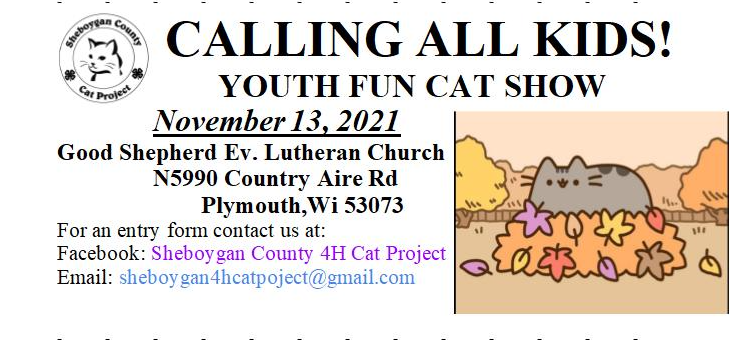 Sheboygan County
Cat Project
CALLING ALL KIDS!
YOUTH FUN CAT SHOW
November 13, 2021
Good Shepherd Ev. Lutheran Church
N5990 Country Aire Rd
Plymouth,Wi 53073
For an entry form contact us at:
Facebook: Sheboygan County 4H Cat Project
Email: sheboygan4hcatpoject@gmail.com